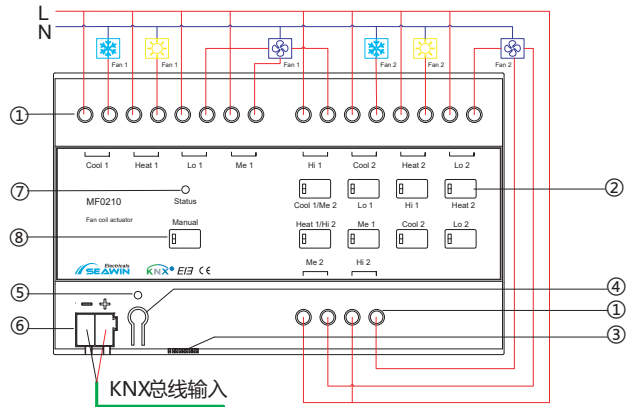 L
N
Fan 1 Fan 1 Fan 1 Fan 2 Fan 2 Fan 2
①
Cool 1 Heat 1 Lo 1 Me 1 Hi 1 Cool 2 Heat 2 Lo 2
⑦ ②
MF0210 Status
Cool 1/Me 2 Lo 1 Hi 1 Heat 2
Fan coil actuator Manual
⑧
Heat 1/Hi 2 Me 1 Cool 2 Lo 2
Me 2 Hi 2
Electricals
SEAWIN KNX® EIB CE
⑤ ④
− +
⑥ ①
③
KNX总线输入